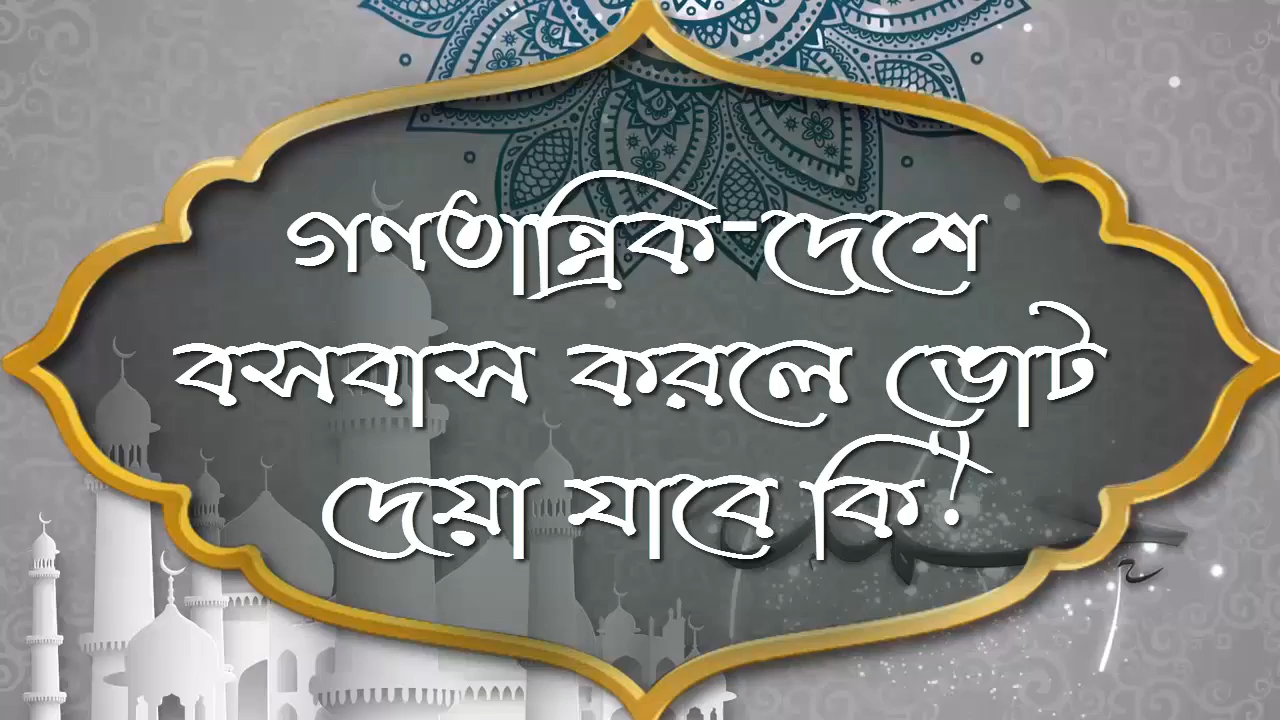 গণতান্ত্রিক-দেশে
বসবাস করলে ভোট
দেয়া যাবে কি!